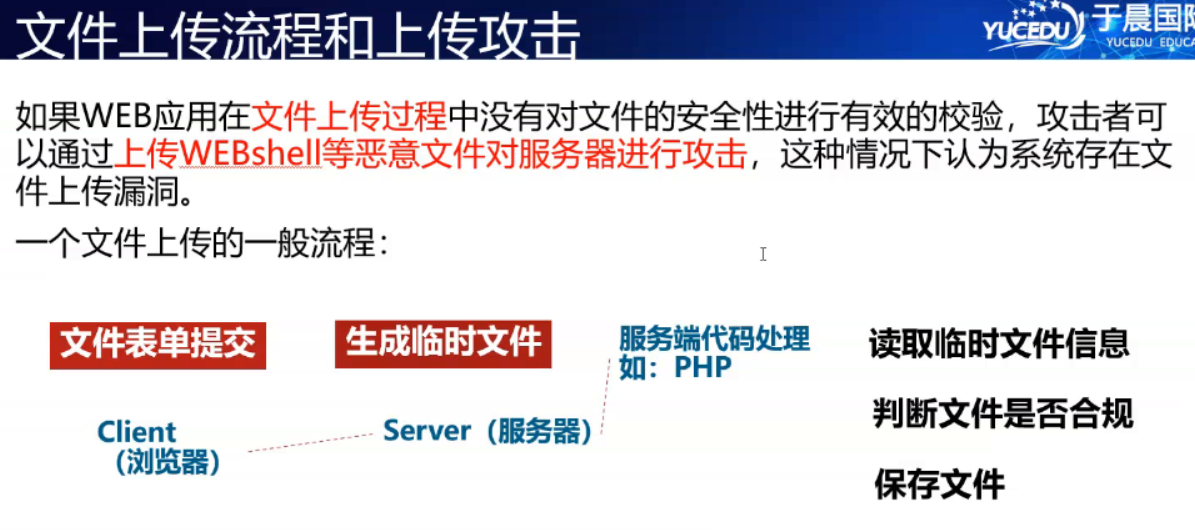 文件上传流程和上传攻击
YUCEDU
于晨国际
YUCEDU EDUCA
如果WEB应用在文件上传过程中没有对文件的安全性进行有效的校验，攻击者可
以通过上传WEBshell等恶意文件对服务器进行攻击，这种情况下认为系统存在文
件上传漏洞。
一个文件上传的一般流程：
文件表单提交
生成临时文件
服务端代码处理
如：PHP
读取临时文件信息
判断文件是否合规
Client
（浏览器）
Server（服务器）
保存文件